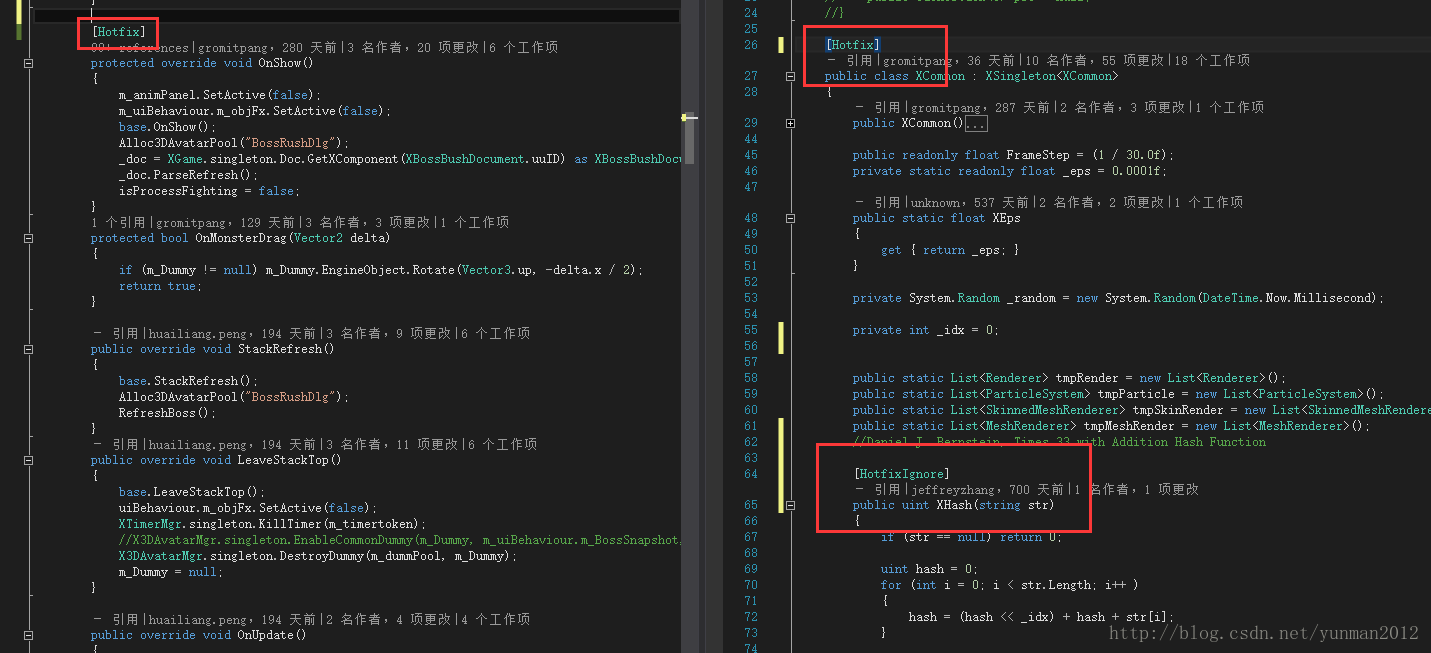 [Hotfix]
99+ references|gromitpang, 280 天前|3 名作者, 20 项更改|6 个工作项
protected override void OnShow()
{
m_animPanel.SetActive(false);
m_uiBehaviour.m_objFx.SetActive(false);
base.OnShow();
Alloc3DAvatarPool("BossRushDlg");
_doc = XGame.singleton.Doc.GetXComponent(XBossBushDocument.uuID) as XBossBushDocu
_doc.ParseRefresh();
isProcessFighting = false;
}
1 个引用|gromitpang, 129 天前|3 名作者, 3 项更改|1 个工作项
protected bool OnMonsterDrag(Vector2 delta)
{
if (m_Dummy != null) m_Dummy.EngineObject.Rotate(Vector3.up, -delta.x / 2);
return true;
}
- 引用|huailiang.peng, 194 天前|3 名作者, 9 项更改|6 个工作项
public override void StackRefresh()
{
base.StackRefresh();
Alloc3DAvatarPool("BossRushDlg");
RefreshBoss();
}
- 引用|huailiang.peng, 194 天前|3 名作者, 11 项更改|6 个工作项
public override void LeaveStackTop()
{
base.LeaveStackTop();
uiBehaviour.m_objFx.SetActive(false);
XTimerMgr.singleton.KillTimer(m_timertoken);
//X3DAvatarMgr.singleton.EnableCommonDummy(m_Dummy, m_uiBehaviour.m_BossSnapshot,
X3DAvatarMgr.singleton.DestroyDummy(m_dummPool, m_Dummy);
m_Dummy = null;
}
- 引用|huailiang.peng, 194 天前|2 名作者, 4 项更改|4 个工作项
public override void OnUpdate()
{
24 //}
25
26 [Hotfix]
- 引用|gromitpang, 36 天前|10 名作者, 55 项更改|18 个工作项
27 public class XCommon : XSingleton<XCommon>
28 {
- 引用|gromitpang, 287 天前|2 名作者, 3 项更改|1 个工作项
29 public XCommon()...
44
45 public readonly float FrameStep = (1 / 30.0f);
46 private static readonly float _eps = 0.0001f;
47
- 引用|unknown, 537 天前|2 名作者, 2 项更改|1 个工作项
48 public static float XEps
49 {
50 get { return _eps; }
51 }
52
53 private System.Random _random = new System.Random(DateTime.Now.Millisecond);
54
55 private int _idx = 0;
56
57
58 public static List<Renderer> tmpRender = new List<Renderer>();
59 public static List<ParticleSystem> tmpParticle = new List<ParticleSystem>();
60 public static List<SkinnedMeshRenderer> tmpSkinRender = new List<SkinnedMeshRendere
61 public static List<MeshRenderer> tmpMeshRender = new List<MeshRenderer>();
62 //Daniel J. Bernstein, Times 33 with Addition Hash Function
63
64 [HotfixIgnore]
- 引用|jeffreyzhang, 700 天前|1 名作者, 1 项更改
65 public uint XHash(string str)
66 {
67 if (str == null) return 0;
68
69 uint hash = 0;
70 for (int i = 0; i < str.Length; i++ )
71 {
72 hash = (hash << _idx) + hash + str[i];
73 }
74
http://blog.csdn.net/yunman2012